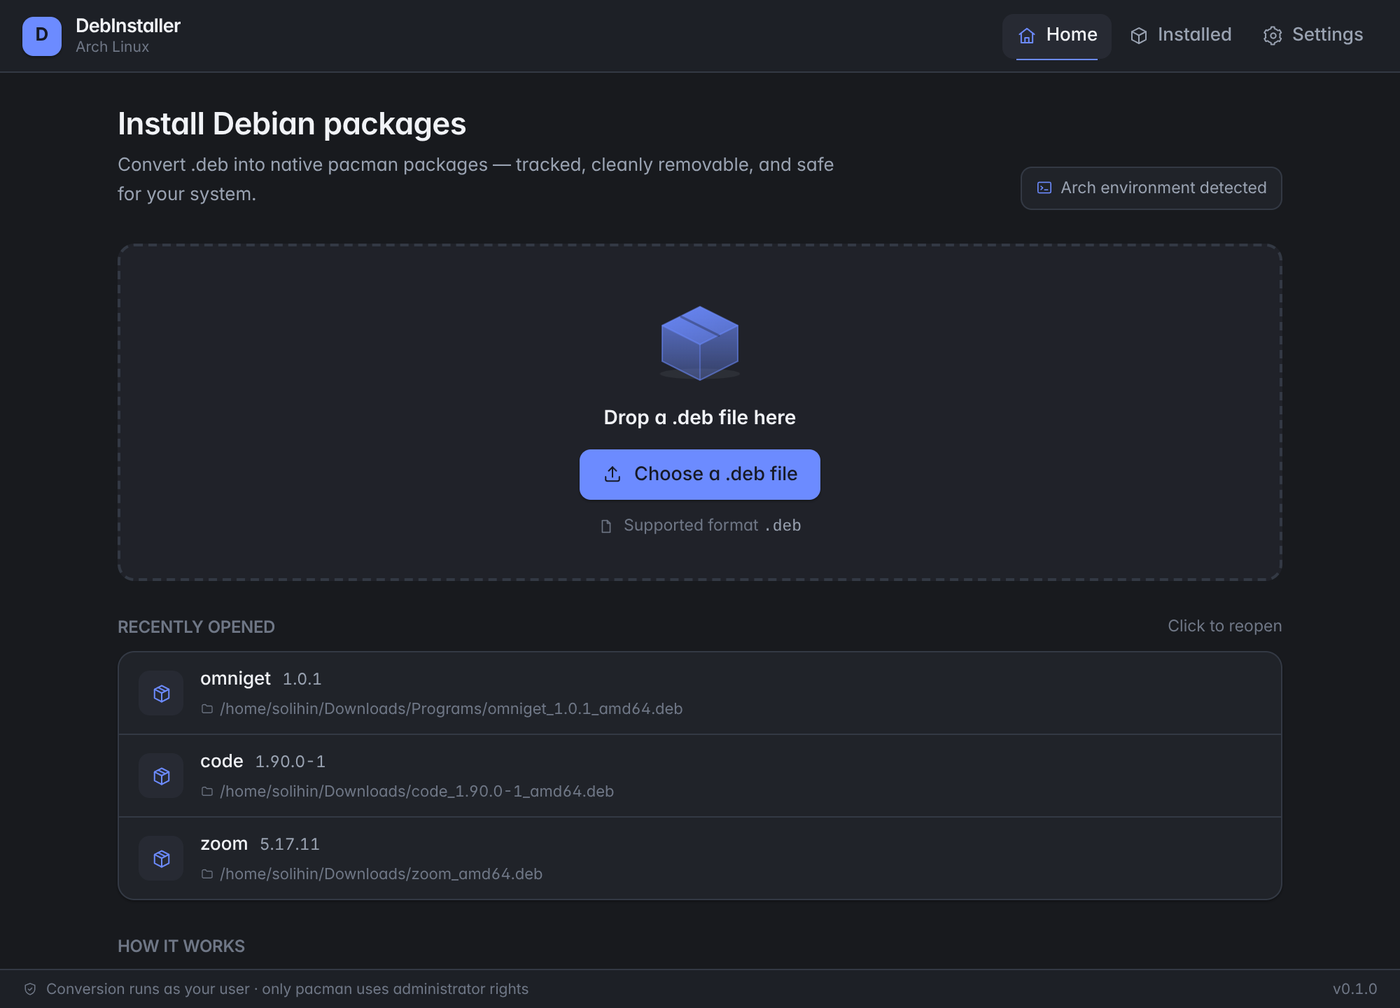 D
DebInstaller
Arch Linux
Home
Installed
Settings
Install Debian packages
Convert .deb into native pacman packages — tracked, cleanly removable, and safe
for your system.
Arch environment detected
Drop a .deb file here
Choose a .deb file
Supported format .deb
RECENTLY OPENED
Click to reopen
omniget 1.0.1
/home/solihin/Downloads/Programs/omniget_1.0.1_amd64.deb
code 1.90.0-1
/home/solihin/Downloads/code_1.90.0-1_amd64.deb
zoom 5.17.11
/home/solihin/Downloads/zoom_amd64.deb
HOW IT WORKS
Conversion runs as your user · only pacman uses administrator rights
v0.1.0